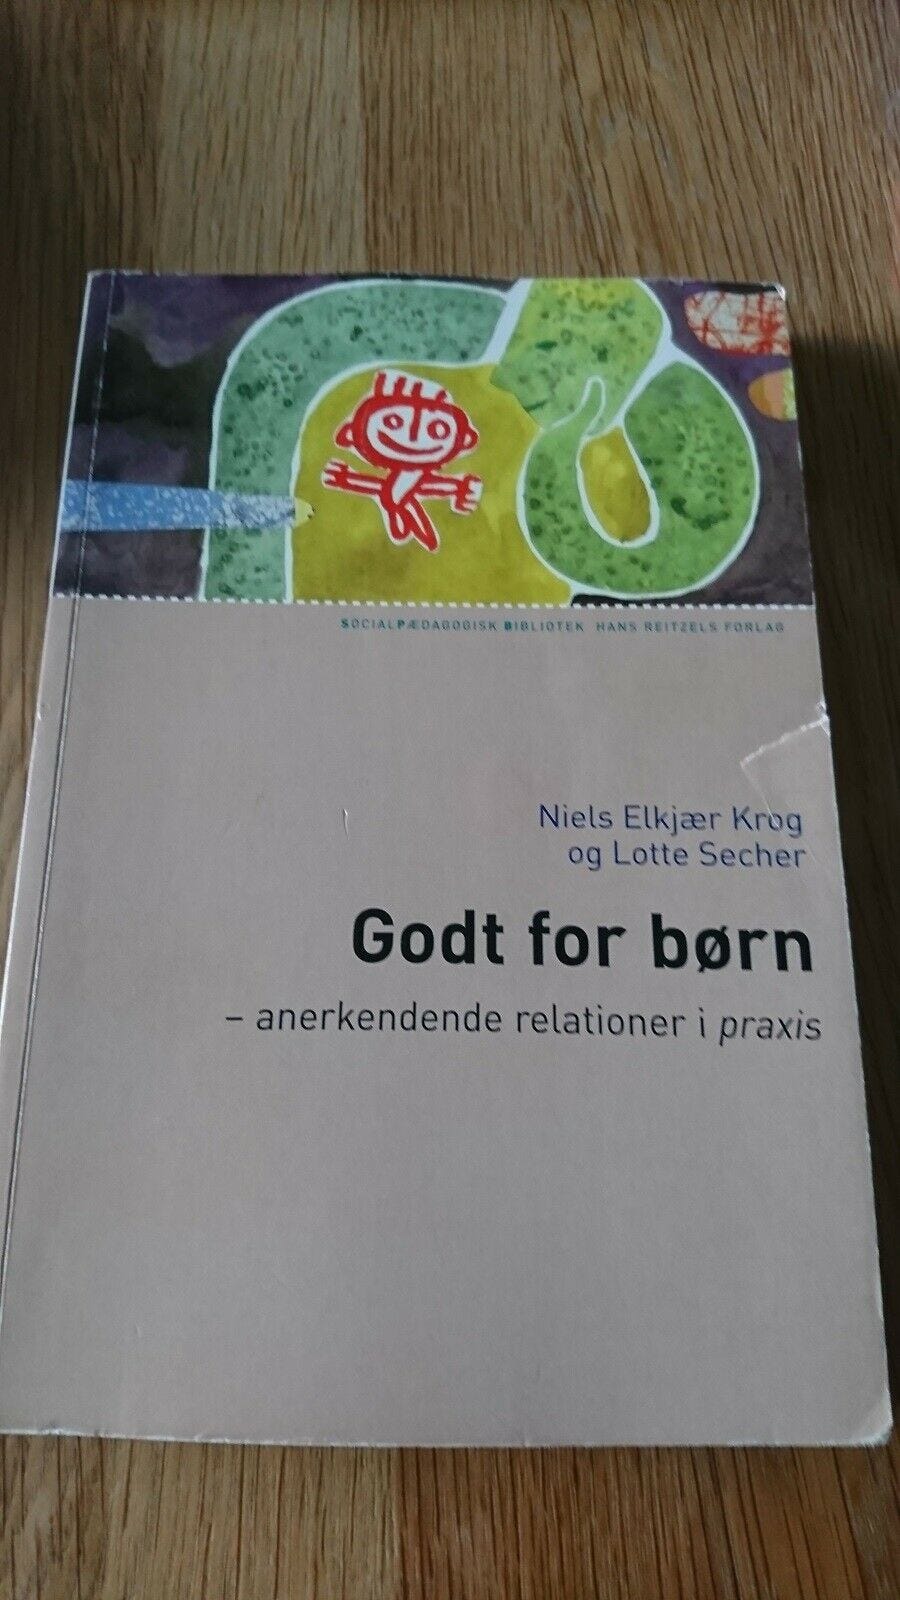 SOCIALPÆDAGOGISK BIBLIOTEK HANS REITZELS FORLAG
Niels Elkjær Krog
og Lotte Secher
Godt for børn
– anerkendende relationer i praxis